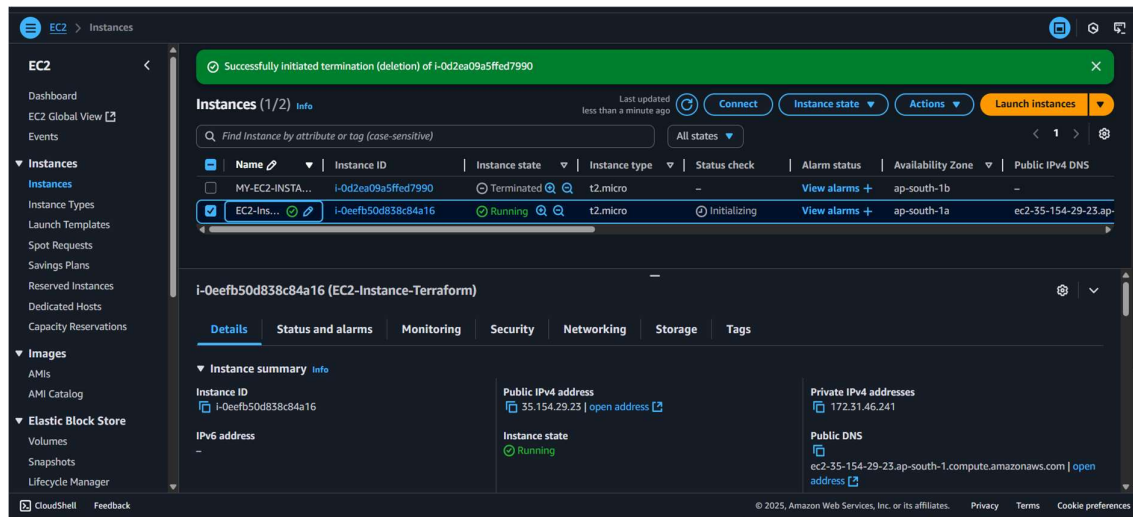 EC2 > Instances
EC2
Dashboard
EC2 Global View
Events
Instances
Instances
Instance Types
Launch Templates
Spot Requests
Savings Plans
Reserved Instances
Dedicated Hosts
Capacity Reservations
Images
AMIs
AMI Catalog
Elastic Block Store
Volumes
Snapshots
Lifecycle Manager
Successfully initiated termination (deletion) of i-0d2ea09a5ffed7990
Instances (1/2) Info
Last updated
less than a minute ago
Connect
Instance state
Actions
Launch instances
Find Instance by attribute or tag (case-sensitive)
All states
1
Name Instance ID Instance state Instance type Status check Alarm status Availability Zone Public IPv4 DNS
MY-EC2-INSTA... i-0d2ea09a5ffed7990 Terminated t2.micro – View alarms + ap-south-1b –
EC2-Ins... i-0eefb50d838c84a16 Running t2.micro Initializing View alarms + ap-south-1a ec2-35-154-29-23.ap-
i-0eefb50d838c84a16 (EC2-Instance-Terraform)
Details Status and alarms Monitoring Security Networking Storage Tags
Instance summary Info
Instance ID
i-0eefb50d838c84a16
Public IPv4 address
35.154.29.23 | open address
Private IPv4 addresses
172.31.46.241
IPv6 address
–
Instance state
Running
Public DNS
ec2-35-154-29-23.ap-south-1.compute.amazonaws.com | open
address
CloudShell Feedback
© 2025, Amazon Web Services, Inc. or its affiliates. Privacy Terms Cookie preferences